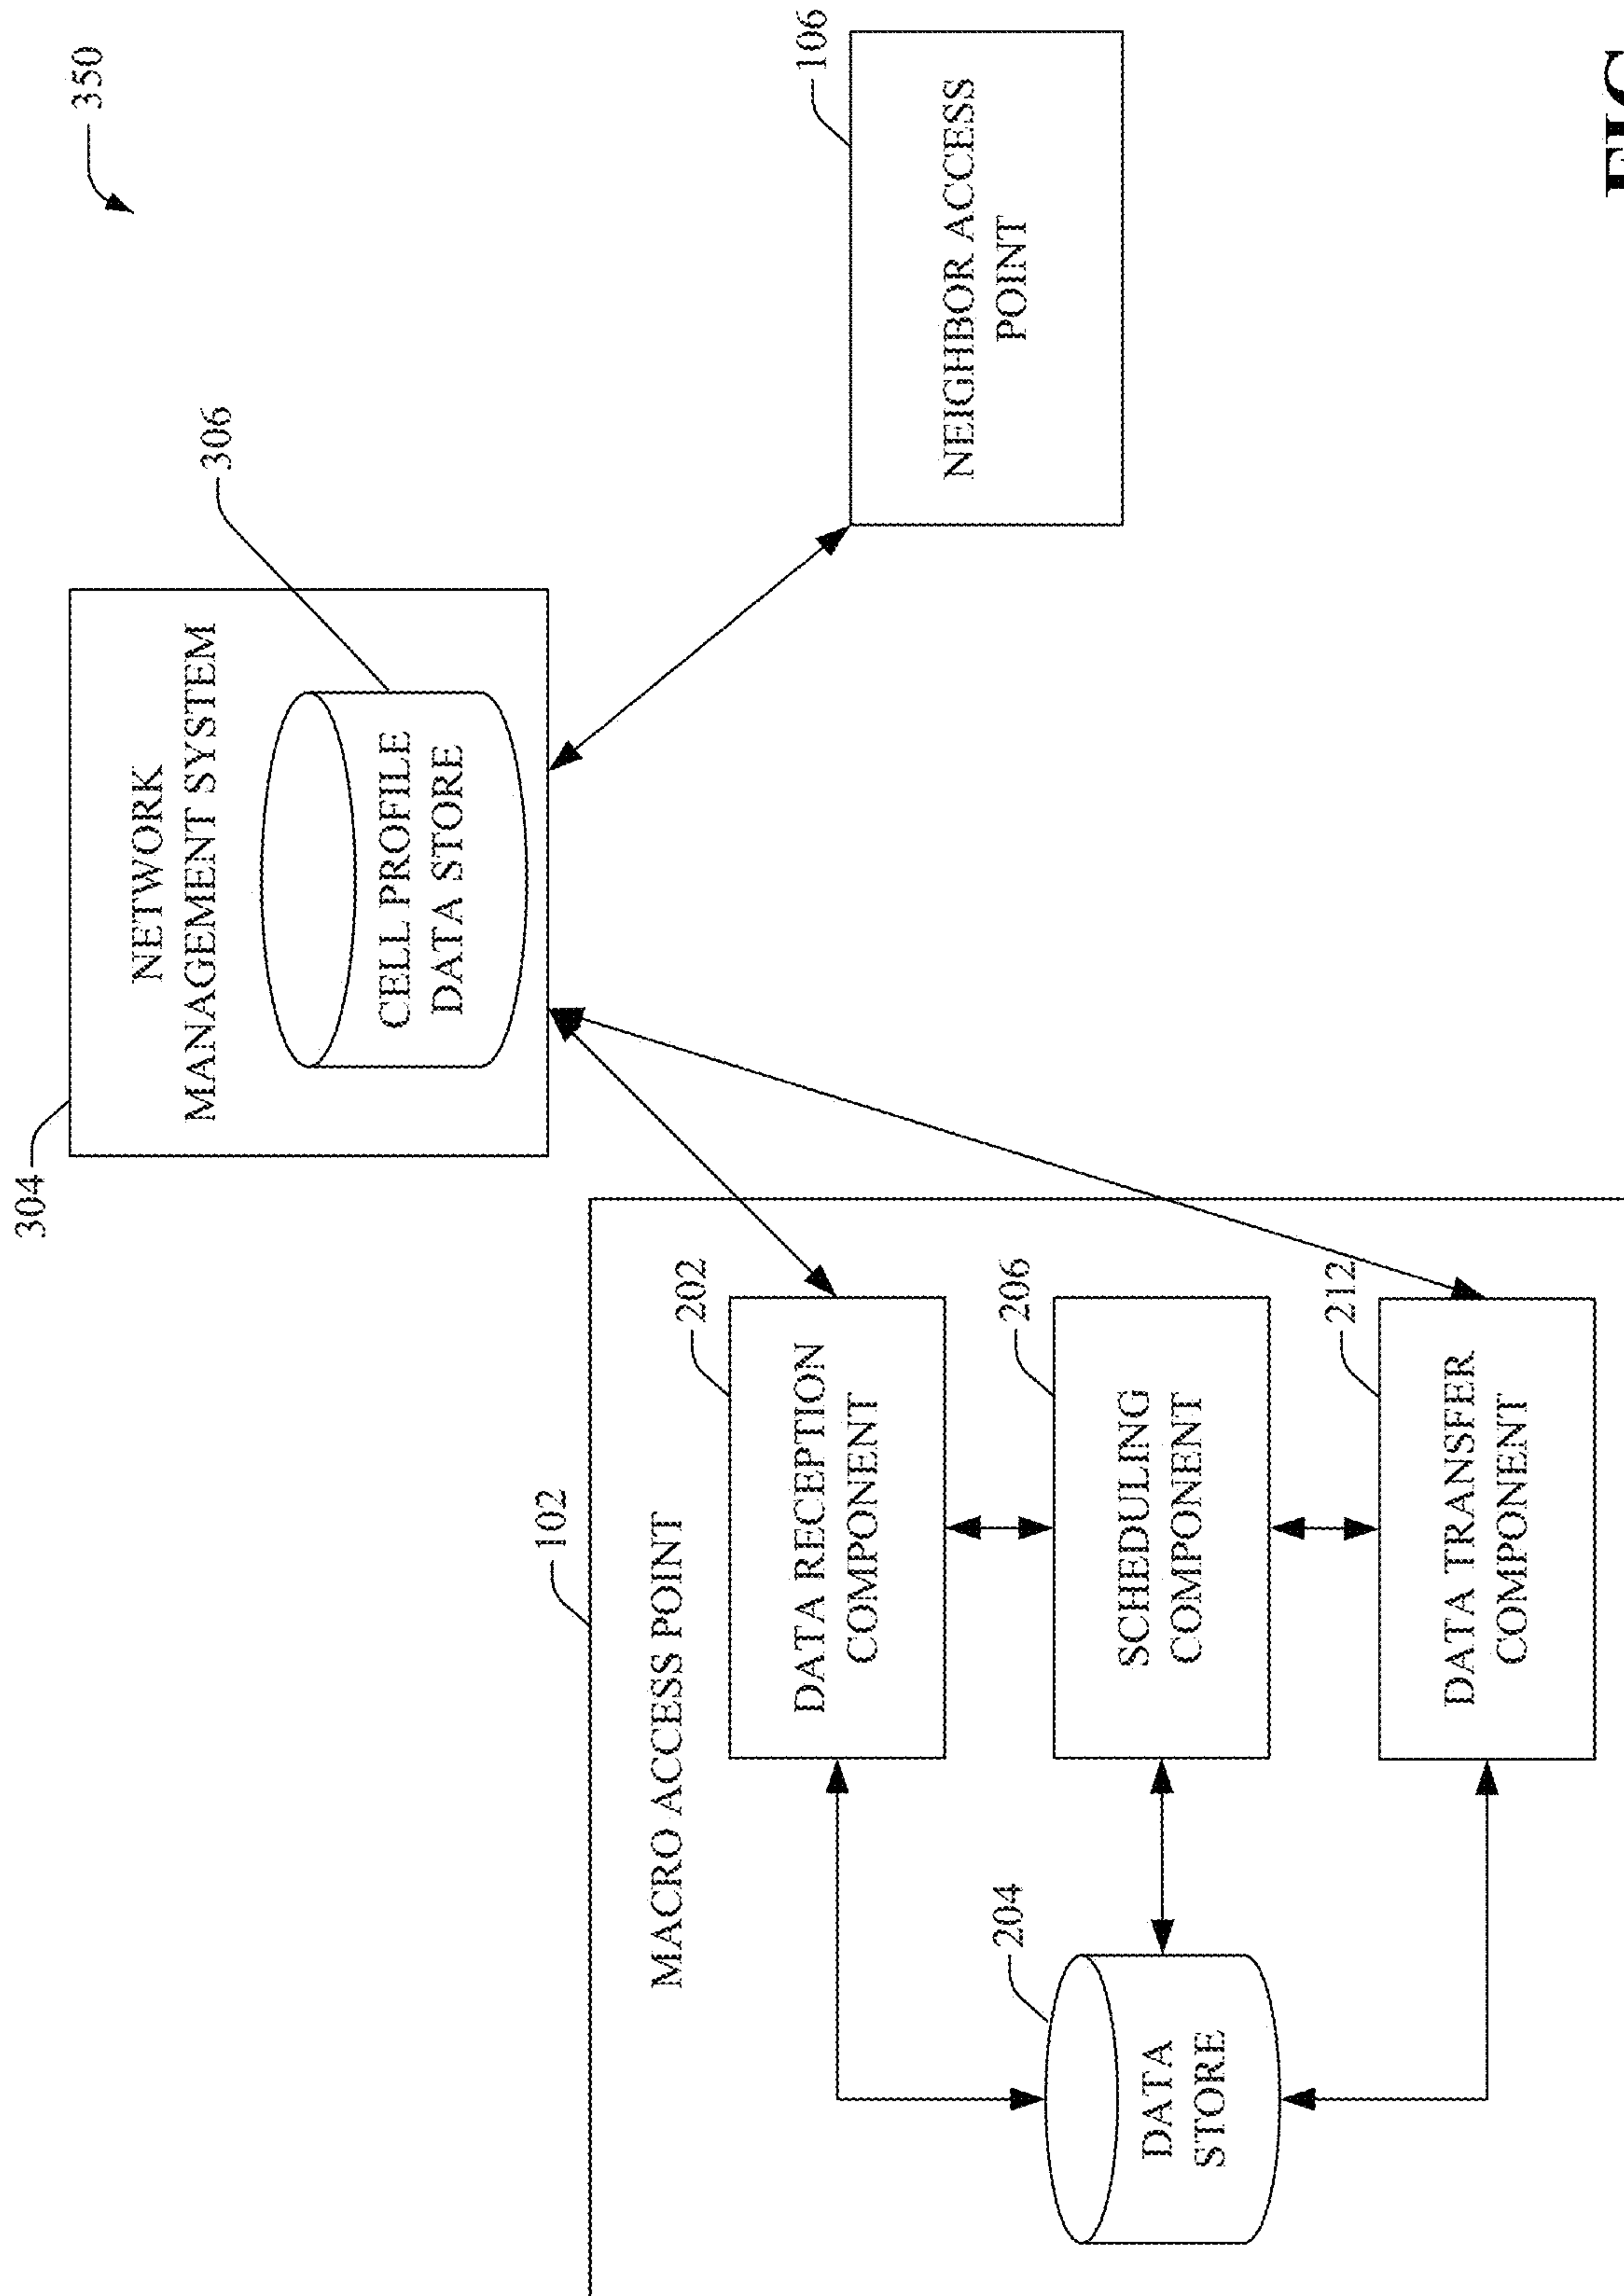 350
304
NETWORK
MANAGEMENT SYSTEM
306
CELL PROFILE
DATA STORE
106
NEIGHBOR ACCESS
POINT
102
MACRO ACCESS POINT
202
DATA RECEPTION
COMPONENT
204
DATA
STORE
206
SCHEDULING
COMPONENT
212
DATA TRANSFER
COMPONENT